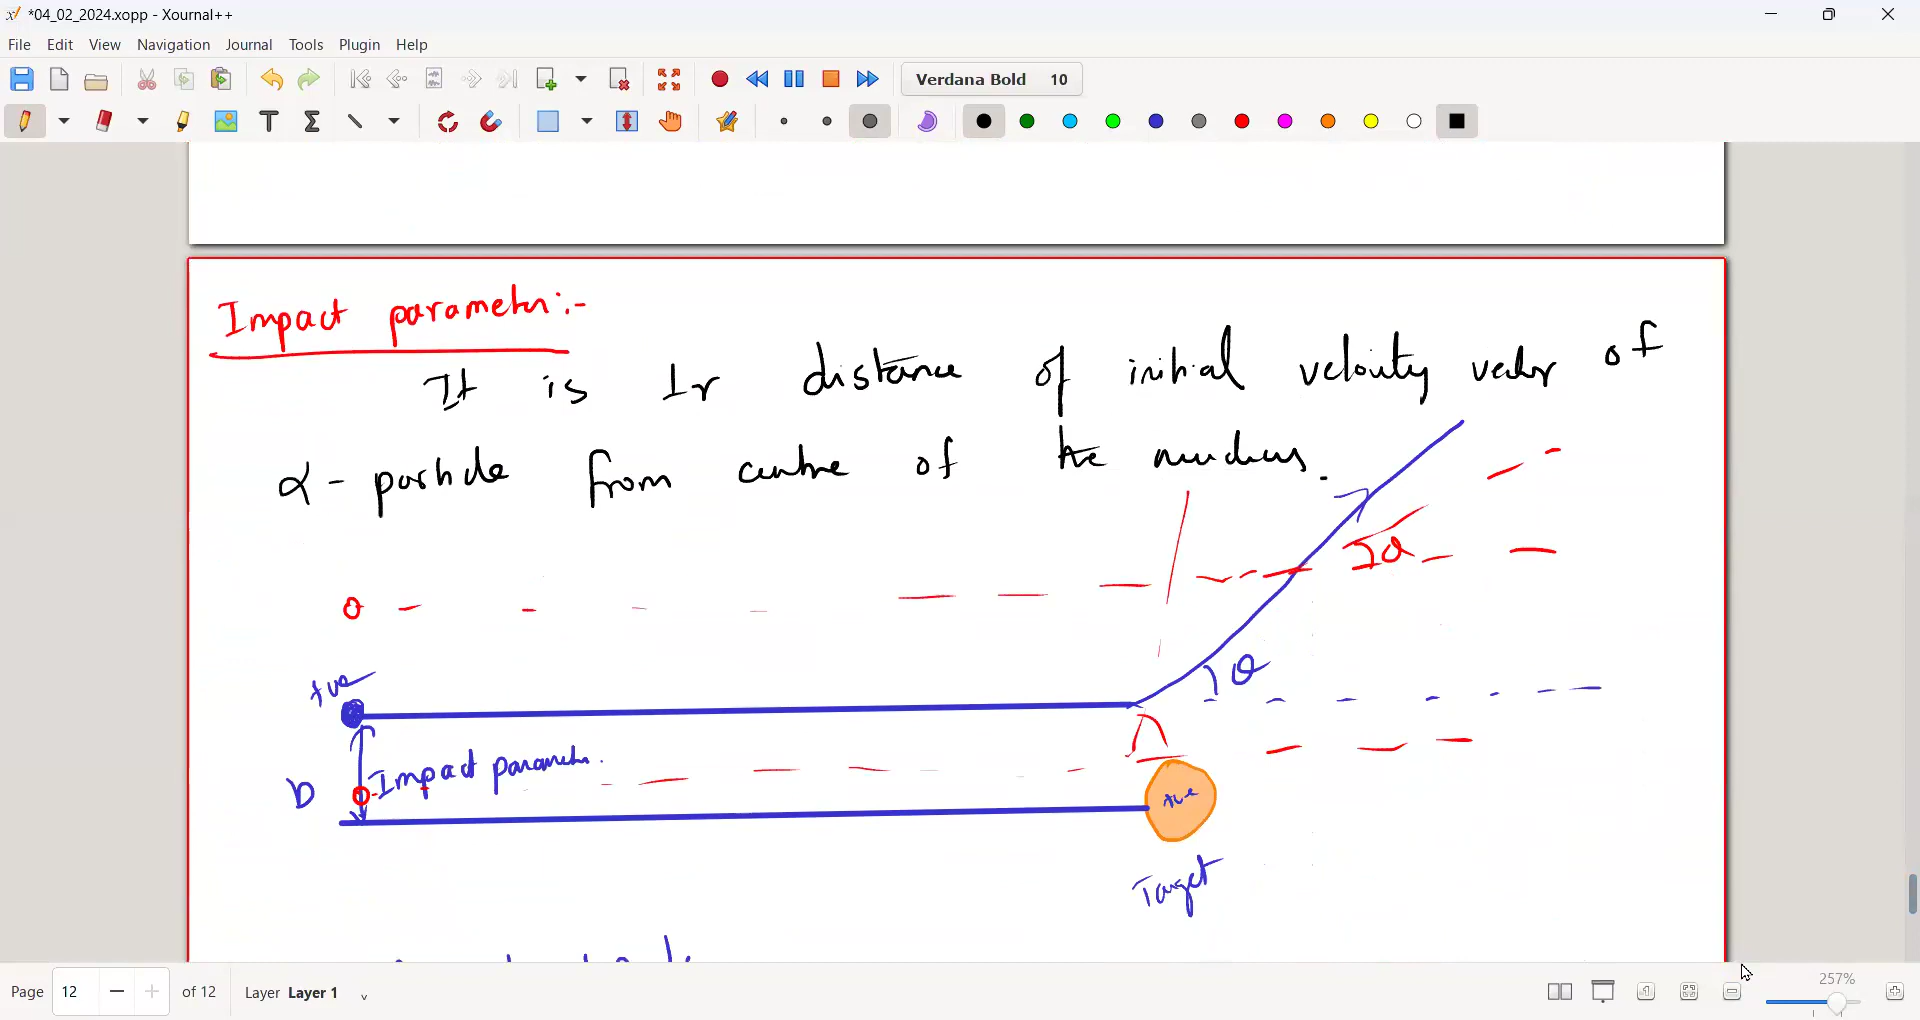 *04_02_2024.xopp - Xournal++
File Edit View Navigation Journal Tools Plugin Help
Verdana Bold 10
Impact parameter:-
It is ⊥r distance of initial velocity vector of
α-particle from centre of the nucleus.
θ
+ve
θ
b Impact parameter.
+ve
Target
Page 12 of 12 Layer Layer 1 257%